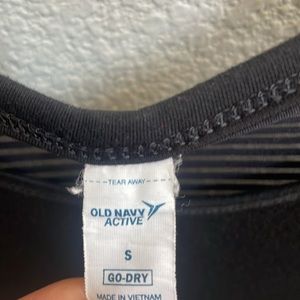 TEAR AWAY
OLD NAVY
ACTIVE
S
GO-DRY
MADE IN VIETNAM